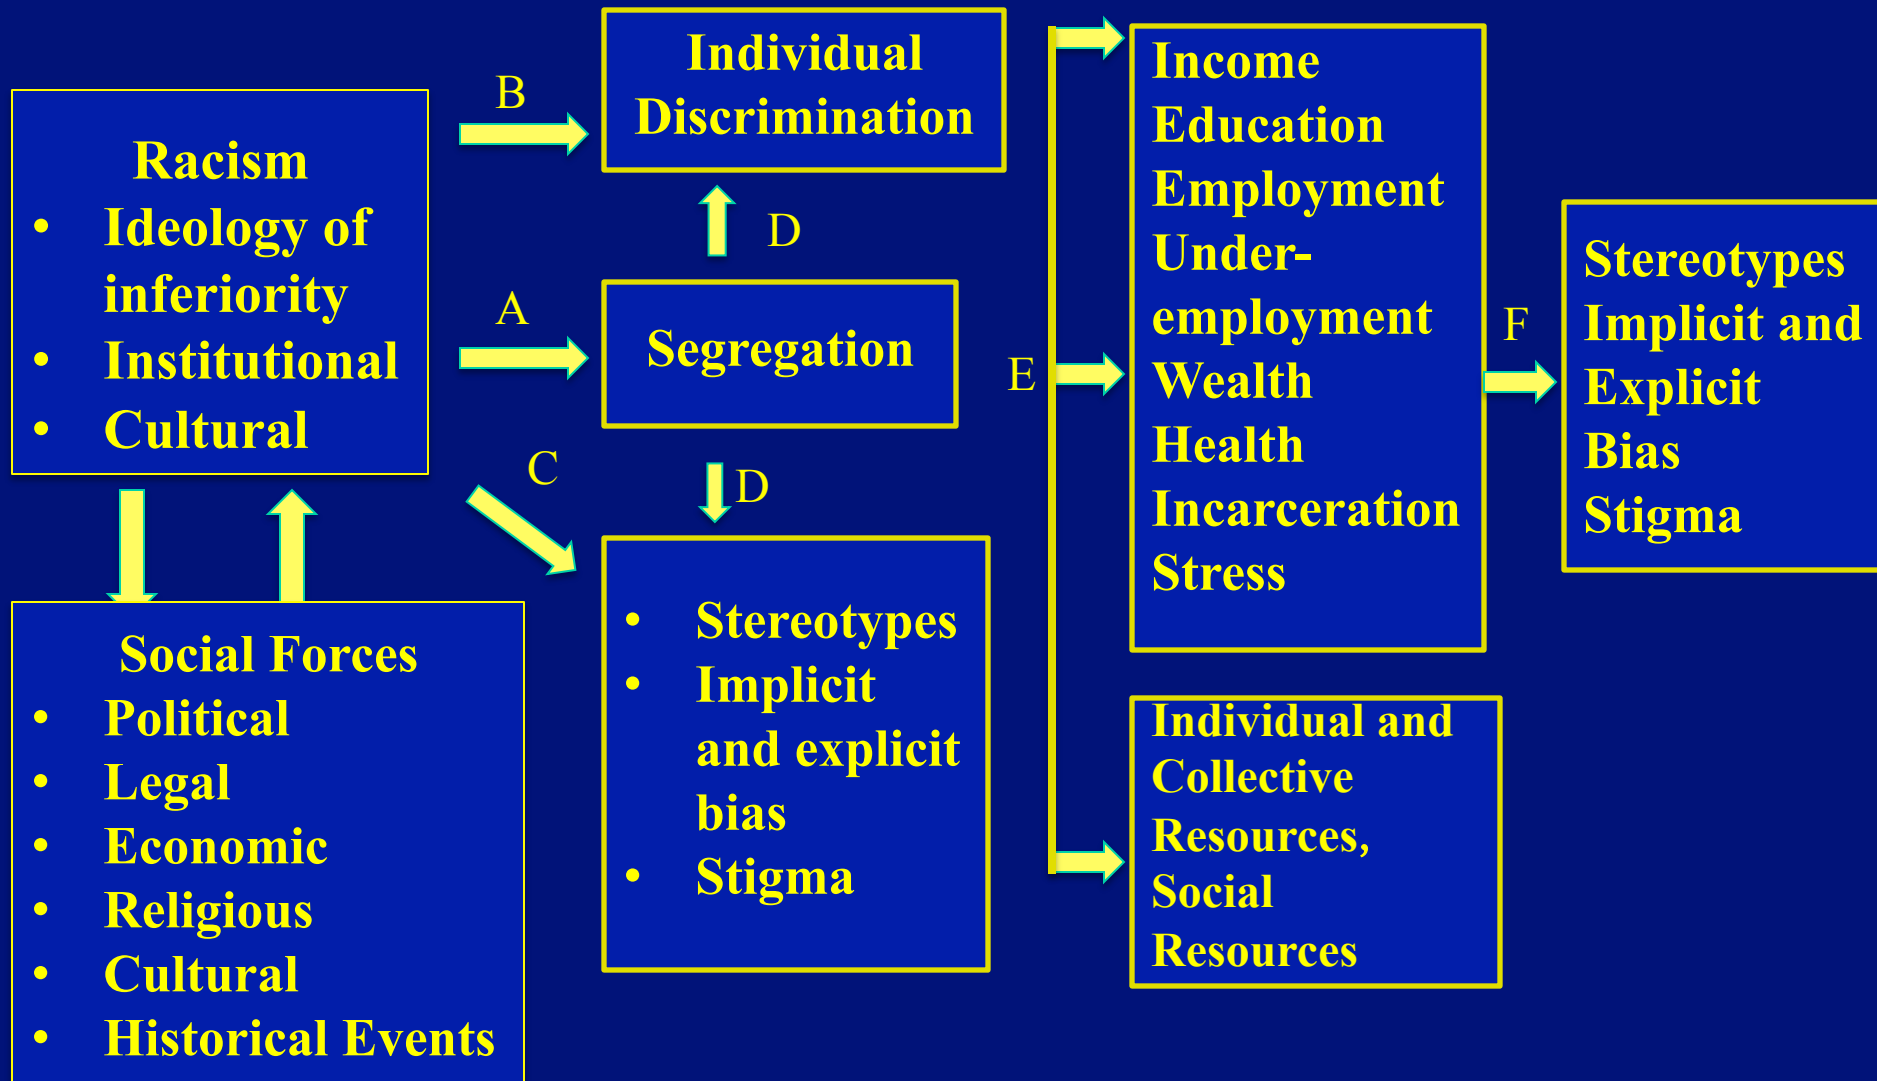 Racism
• Ideology of
inferiority
• Institutional
• Cultural
Social Forces
• Political
• Legal
• Economic
• Religious
• Cultural
• Historical Events
B
A
C
Individual
Discrimination
D
Segregation
D
• Stereotypes
• Implicit
and explicit
bias
• Stigma
E
Income
Education
Employment
Under-
employment
Wealth
Health
Incarceration
Stress
Individual and
Collective
Resources,
Social
Resources
F
Stereotypes
Implicit and
Explicit
Bias
Stigma